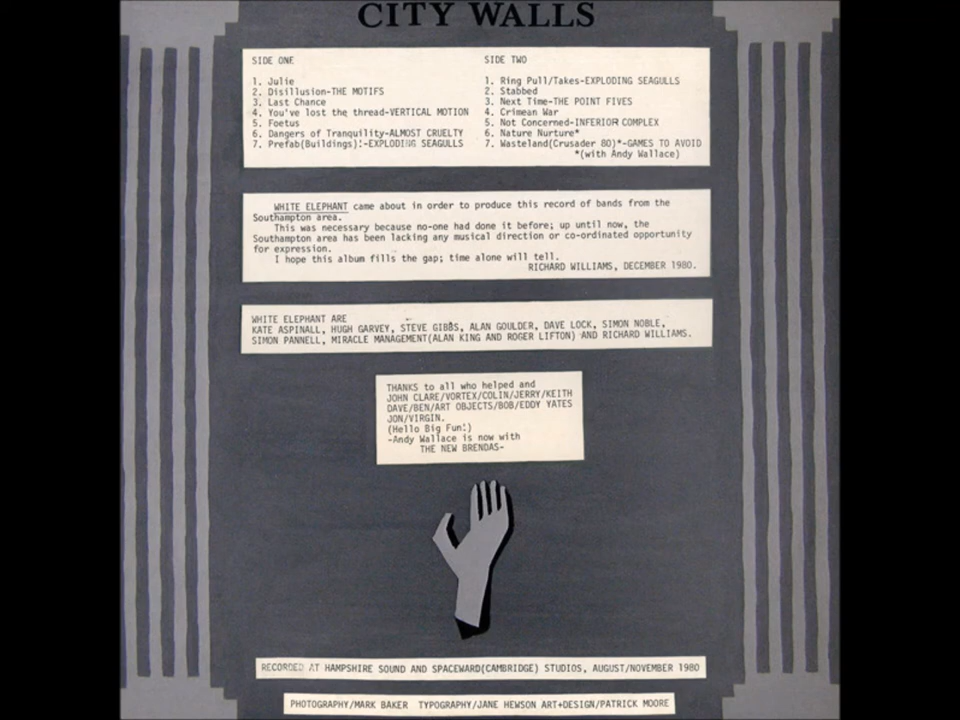 CITY WALLS
SIDE ONE
1. Julie
2. Disillusion-THE MOTIFS
3. Last Chance
4. You've lost the thread-VERTICAL MOTION
5. Foetus
6. Dangers of Tranquility-ALMOST CRUELTY
7. Prefab(Buildings)!-EXPLODING SEAGULLS
SIDE TWO
1. Ring Pull/Takes-EXPLODING SEAGULLS
2. Stabbed
3. Next Time-THE POINT FIVES
4. Crimean War
5. Not Concerned-INFERIOR COMPLEX
6. Nature Nurture*
7. Wasteland(Crusader 80)*-GAMES TO AVOID
*(with Andy Wallace)
WHITE ELEPHANT came about in order to produce this record of bands from the
Southampton area.
This was necessary because no-one had done it before; up until now, the
Southampton area has been lacking any musical direction or co-ordinated opportunity
for expression.
I hope this album fills the gap; time alone will tell.
RICHARD WILLIAMS, DECEMBER 1980.
WHITE ELEPHANT ARE
KATE ASPINALL, HUGH GARVEY, STEVE GIBBS, ALAN GOULDER, DAVE LOCK, SIMON NOBLE,
SIMON PANNELL, MIRACLE MANAGEMENT(ALAN KING AND ROGER LIFTON) AND RICHARD WILLIAMS.
THANKS to all who helped and
JOHN CLARE/VORTEX/COLIN/JERRY/KEITH
DAVE/BEN/ART OBJECTS/BOB/EDDY YATES
JON/VIRGIN.
(Hello Big Fun!)
-Andy Wallace is now with
THE NEW BRENDAS-
RECORDED AT HAMPSHIRE SOUND AND SPACEWARD(CAMBRIDGE) STUDIOS, AUGUST/NOVEMBER 1980
PHOTOGRAPHY/MARK BAKER TYPOGRAPHY/JANE HEWSON ART+DESIGN/PATRICK MOORE